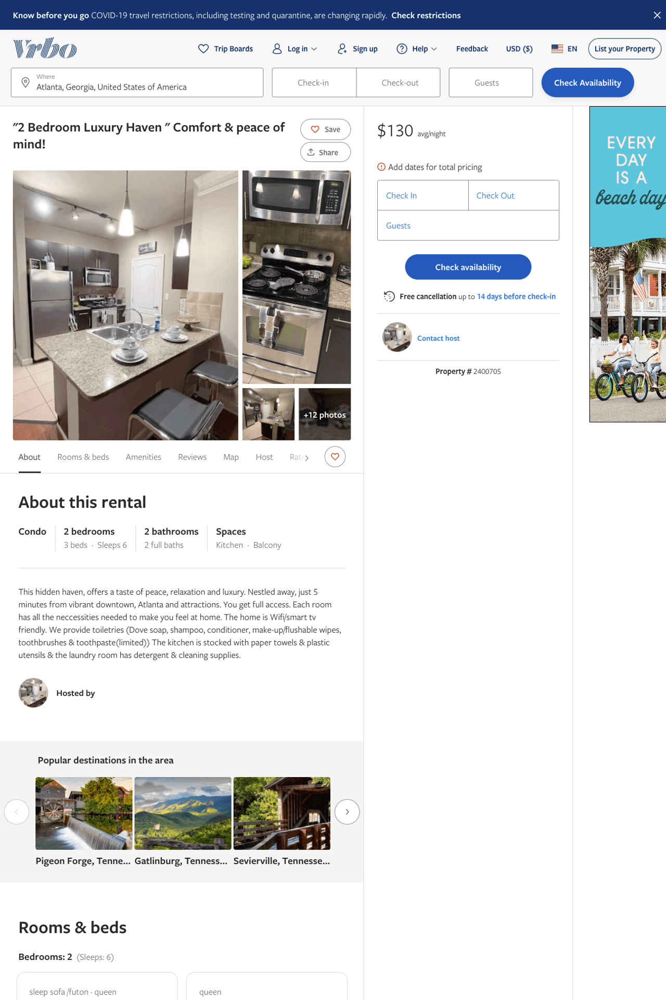 Know before you go COVID-19 travel restrictions, including testing and quarantine, are changing rapidly. Check restrictions
Vrbo
Trip Boards
Log in
Sign up
Help
Feedback
USD ($)
EN
List your Property
Where
Atlanta, Georgia, United States of America
Check-in
Check-out
Guests
Check Availability
"2 Bedroom Luxury Haven " Comfort & peace of
mind!
Save
Share
+12 photos
$130 avg/night
Add dates for total pricing
Check In
Check Out
Guests
Check availability
Free cancellation up to 14 days before check-in
Contact host
Property # 2400705
EVERY
DAY
IS A
beach day
About
Rooms & beds
Amenities
Reviews
Map
Host
Rate
About this rental
Condo
2 bedrooms
3 beds · Sleeps 6
2 bathrooms
2 full baths
Spaces
Kitchen · Balcony
This hidden haven, offers a taste of peace, relaxation and luxury. Nestled away, just 5
minutes from vibrant downtown, Atlanta and attractions. You get full access. Each room
has all the neccessities needed to make you feel at home. The home is Wifi/smart tv
friendly. We provide toiletries (Dove soap, shampoo, conditioner, make-up/flushable wipes,
toothbrushes & toothpaste(limited)) The kitchen is stocked with paper towels & plastic
utensils & the laundry room has detergent & cleaning supplies.
Hosted by
Popular destinations in the area
Pigeon Forge, Tenne...
Gatlinburg, Tenness...
Sevierville, Tennesse...
Rooms & beds
Bedrooms: 2 (Sleeps: 6)
sleep sofa /futon · queen
queen